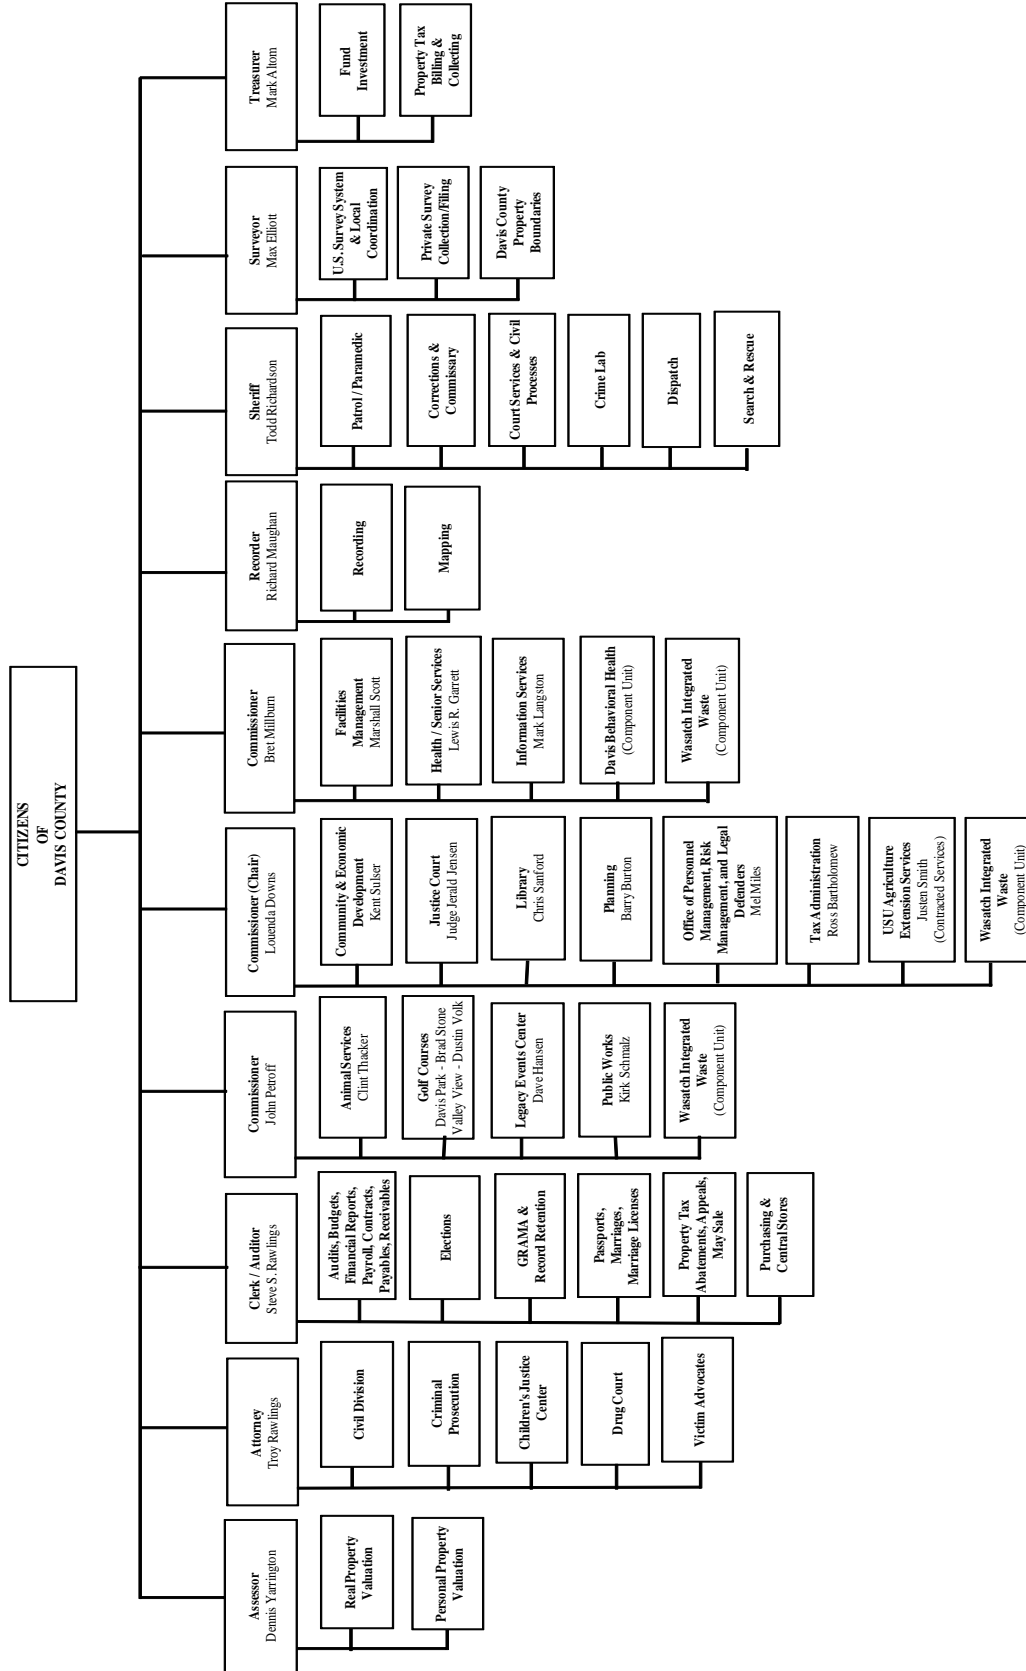 CITIZENS
OF
DAVIS COUNTY
Assessor
Dennis Yarrington
Real Property
Valuation
Personal Property
Valuation
Attorney
Troy Rawlings
Civil Division
Criminal
Prosecution
Children's Justice
Center
Drug Court
Victim Advocates
Clerk / Auditor
Steve S. Rawlings
Audits, Budgets,
Financial Reports,
Payroll, Contracts,
Payables, Receivables
Elections
GRAMA &
Record Retention
Passports,
Marriages,
Marriage Licenses
Property Tax
Abatements, Appeals,
May Sale
Purchasing &
Central Stores
Commissioner
John Petroff
Animal Services
Clint Thacker
Golf Courses
Davis Park - Brad Stone
Valley View - Dustin Volk
Legacy Events Center
Dave Hansen
Public Works
Kirk Schmalz
Wasatch Integrated
Waste
(Component Unit)
Commissioner (Chair)
Louenda Downs
Community & Economic
Development
Kent Sulser
Justice Court
Judge Jerald Jensen
Library
Chris Sanford
Planning
Barry Burton
Office of Personnel
Management, Risk
Management, and Legal
Defenders
Mel Miles
Tax Administration
Ross Bartholomew
USU Agriculture
Extension Services
Justen Smith
(Contracted Services)
Wasatch Integrated
Waste
(Component Unit)
Commissioner
Bret Millburn
Facilities
Management
Marshall Scott
Health / Senior Services
Lewis R. Garrett
Information Services
Mark Langston
Davis Behavioral Health
(Component Unit)
Wasatch Integrated
Waste
(Component Unit)
Recorder
Richard Maughan
Recording
Mapping
Sheriff
Todd Richardson
Patrol / Paramedic
Corrections &
Commissary
Court Services & Civil
Processes
Crime Lab
Dispatch
Search & Rescue
Surveyor
Max Elliott
U.S. Survey System
& Local
Coordination
Private Survey
Collection/Filing
Davis County
Property
Boundaries
Treasurer
Mark Altom
Fund
Investment
Property Tax
Billing &
Collecting